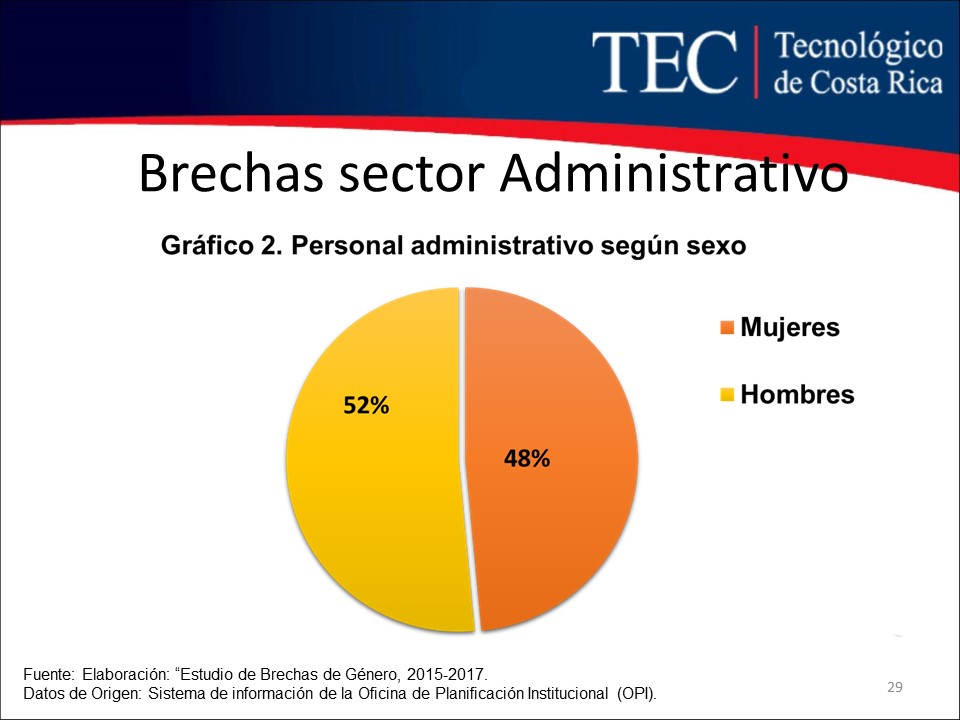 TEC
Tecnológico
de Costa Rica
Brechas sector Administrativo
Gráfico 2. Personal administrativo según sexo
Mujeres
Hombres
52%
48%
Fuente: Elaboración: “Estudio de Brechas de Género, 2015-2017.
Datos de Origen: Sistema de información de la Oficina de Planificación Institucional (OPI).
29